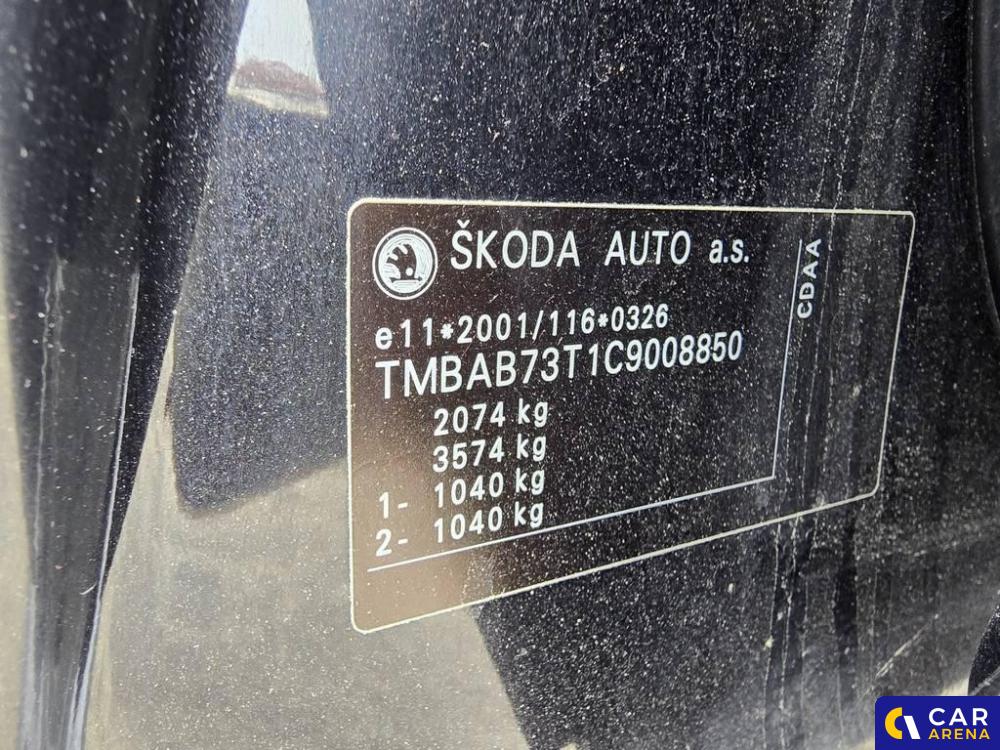 ŠKODA AUTO a.s.
e11*2001/116*0326
TMBAB73T1C9008850
2074 kg
3574 kg
1- 1040 kg
2- 1040 kg
CDAA
CAR
ARENA